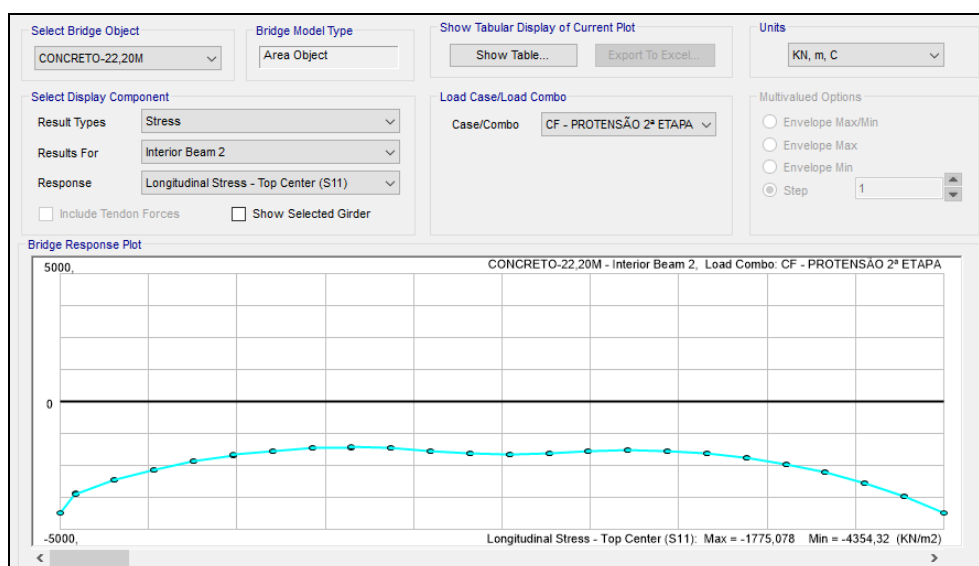 Select Bridge Object
CONCRETO-22,20M
Bridge Model Type
Area Object
Show Tabular Display of Current Plot
Show Table...
Export To Excel...
Units
KN, m, C
Select Display Component
Result Types
Stress
Results For
Interior Beam 2
Response
Longitudinal Stress - Top Center (S11)
Include Tendon Forces
Show Selected Girder
Load Case/Load Combo
Case/Combo
CF - PROTENSÃO 2ª ETAPA
Multivalued Options
Envelope Max/Min
Envelope Max
Envelope Min
Step
1
Bridge Response Plot
CONCRETO-22,20M - Interior Beam 2, Load Combo: CF - PROTENSÃO 2ª ETAPA
5000,
0
-5000,
Longitudinal Stress - Top Center (S11): Max = -1775,078 Min = -4354,32 (KN/m2)